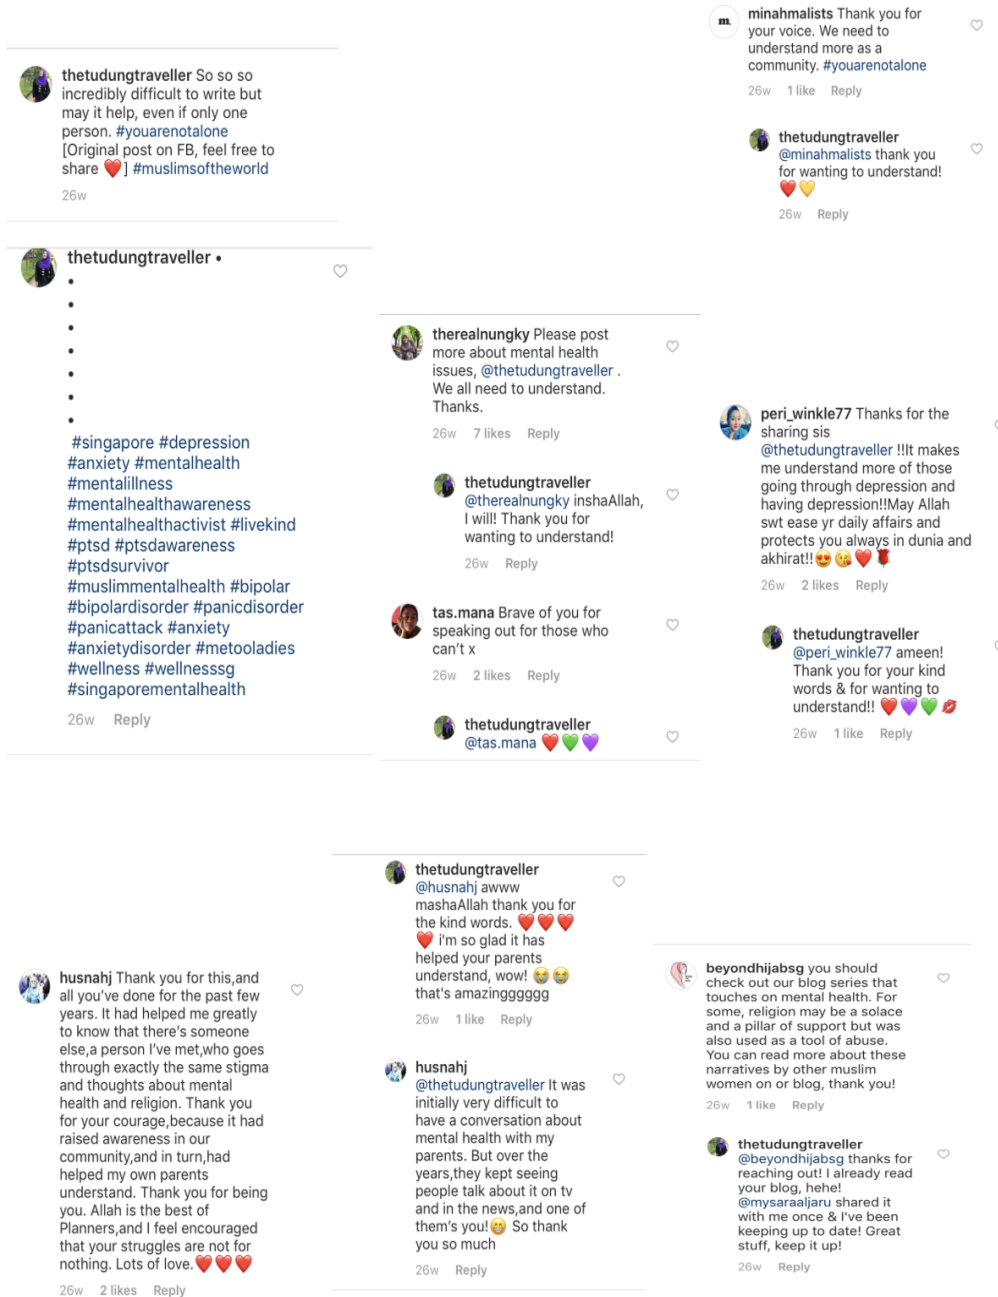 thetudungtraveller So so so
incredibly difficult to write but
may it help, even if only one
person. #youarenotalone
[Original post on FB, feel free to
share ❤️] #muslimsoftheworld
26w
thetudungtraveller •
•
•
•
•
•
•
•
#singapore #depression
#anxiety #mentalhealth
#mentalillness
#mentalhealthawareness
#mentalhealthactivist #livekind
#ptsd #ptsdawareness
#ptsdsurvivor
#muslimmentalhealth #bipolar
#bipolardisorder #panicdisorder
#panicattack #anxiety
#anxietydisorder #metooladies
#wellness #wellnesssg
#singaporementalhealth
26w Reply
therealnungky Please post
more about mental health
issues, @thetudungtraveller .
We all need to understand.
Thanks.
26w 7 likes Reply
thetudungtraveller
@therealnungky inshaAllah,
I will! Thank you for
wanting to understand!
26w Reply
tas.mana Brave of you for
speaking out for those who
can't x
26w 2 likes Reply
thetudungtraveller
@tas.mana ❤️💚💜
m.
minahmalists Thank you for
your voice. We need to
understand more as a
community. #youarenotalone
26w 1 like Reply
thetudungtraveller
@minahmalists thank you
for wanting to understand!
❤️💛
26w Reply
peri_winkle77 Thanks for the
sharing sis
@thetudungtraveller !!It makes
me understand more of those
going through depression and
having depression!!May Allah
swt ease yr daily affairs and
protects you always in dunia and
akhirat!!😍😘❤️🌹
26w 2 likes Reply
thetudungtraveller
@peri_winkle77 ameen!
Thank you for your kind
words & for wanting to
understand!! ❤️💜💚💋
26w 1 like Reply
husnahj Thank you for this,and
all you've done for the past few
years. It had helped me greatly
to know that there's someone
else,a person I've met,who goes
through exactly the same stigma
and thoughts about mental
health and religion. Thank you
for your courage,because it had
raised awareness in our
community,and in turn,had
helped my own parents
understand. Thank you for being
you. Allah is the best of
Planners,and I feel encouraged
that your struggles are not for
nothing. Lots of love.❤️❤️❤️
26w 2 likes Reply
thetudungtraveller
@husnahj awww
mashaAllah thank you for
the kind words. ❤️❤️❤️
❤️ i'm so glad it has
helped your parents
understand, wow! 😭😭
that's amazingggggg
26w 1 like Reply
husnahj
@thetudungtraveller It was
initially very difficult to
have a conversation about
mental health with my
parents. But over the
years,they kept seeing
people talk about it on tv
and in the news,and one of
them's you!😁 So thank
you so much
26w Reply
beyondhijabsg you should
check out our blog series that
touches on mental health. For
some, religion may be a solace
and a pillar of support but was
also used as a tool of abuse.
You can read more about these
narratives by other muslim
women on or blog, thank you!
26w 1 like Reply
thetudungtraveller
@beyondhijabsg thanks for
reaching out! I already read
your blog, hehe!
@mysaraaljaru shared it
with me once & I've been
keeping up to date! Great
stuff, keep it up!
26w Reply